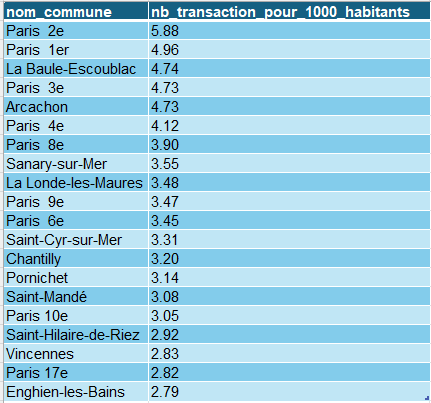 nom_commune nb_transaction_pour_1000_habitants
Paris  2e 5.88
Paris  1er 4.96
La Baule-Escoublac 4.74
Paris  3e 4.73
Arcachon 4.73
Paris  4e 4.12
Paris  8e 3.90
Sanary-sur-Mer 3.55
La Londe-les-Maures 3.48
Paris  9e 3.47
Paris  6e 3.45
Saint-Cyr-sur-Mer 3.31
Chantilly 3.20
Pornichet 3.14
Saint-Mandé 3.08
Paris 10e 3.05
Saint-Hilaire-de-Riez 2.92
Vincennes 2.83
Paris 17e 2.82
Enghien-les-Bains 2.79